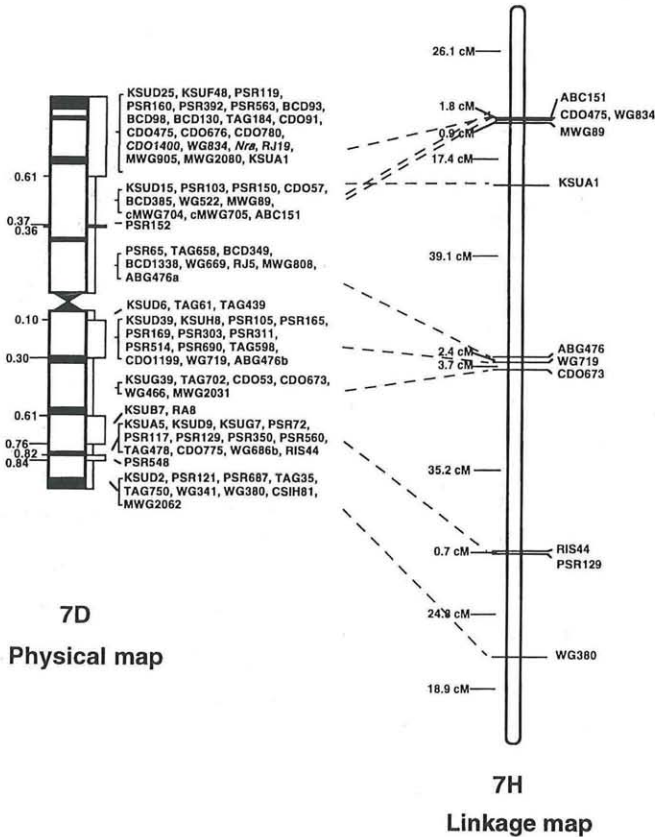 KSUD25, KSUF48, PSR119,
PSR160, PSR392, PSR563, BCD93,
BCD98, BCD130, TAG184, CDO91,
CDO475, CDO676, CDO780,
CDO1400, WG834, Nra, RJ19,
MWG905, MWG2080, KSUA1
0.61
KSUD15, PSR103, PSR150, CDO57,
BCD385, WG522, MWG89,
cMWG704, cMWG705, ABC151
0.37
PSR152
0.36
PSR65, TAG658, BCD349,
BCD1338, WG669, RJ5, MWG808,
ABG476a
KSUD6, TAG61, TAG439
0.10
KSUD39, KSUH8, PSR105, PSR165,
PSR169, PSR303, PSR311,
PSR514, PSR690, TAG598,
CDO1199, WG719, ABG476b
0.30
KSUG39, TAG702, CDO53, CDO673,
WG466, MWG2031
0.61
KSUB7, RA8
KSUA5, KSUD9, KSUG7, PSR72,
PSR117, PSR129, PSR350, PSR560,
TAG478, CDO775, WG686b, RIS44
0.76
0.82
0.84
PSR548
KSUD2, PSR121, PSR687, TAG35,
TAG750, WG341, WG380, CSIH81,
MWG2062
7D
Physical map
26.1 cM
1.8 cM
ABC151
CDO475, WG834
0.9 cM
MWG89
17.4 cM
KSUA1
39.1 cM
ABG476
2.4 cM
WG719
3.7 cM
CDO673
35.2 cM
0.7 cM
RIS44
PSR129
24.8 cM
WG380
18.9 cM
7H
Linkage map